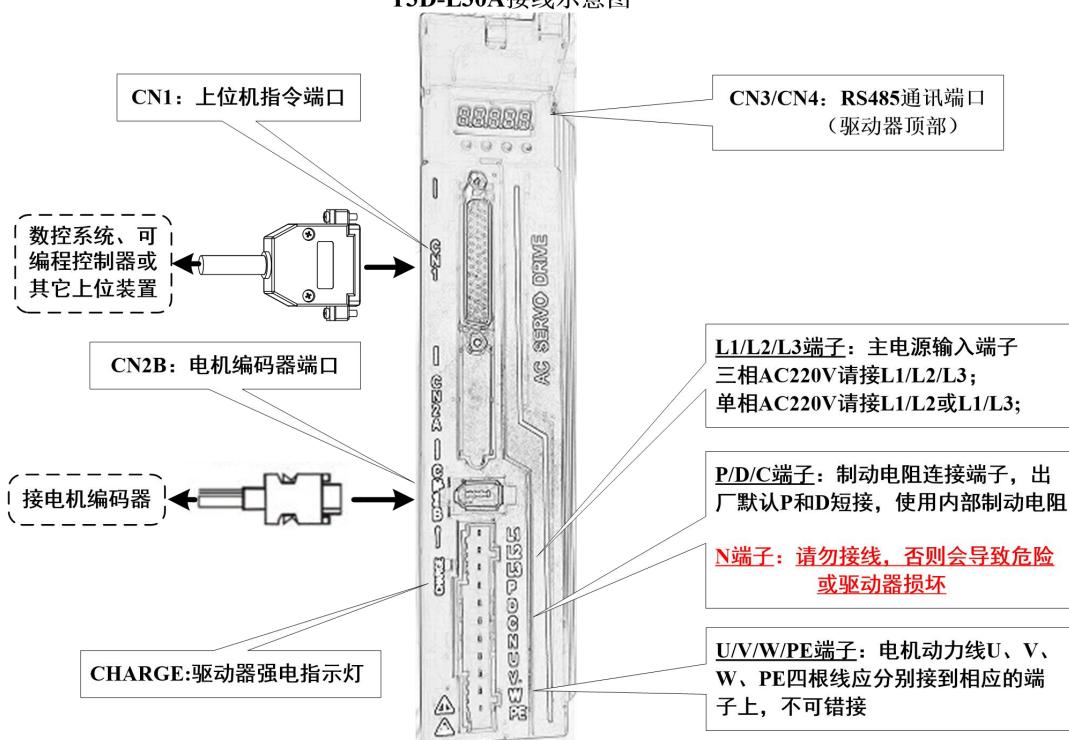 T3D-L30A接线示意图
CN1：上位机指令端口
CN3/CN4：RS485通讯端口
（驱动器顶部）
88888
数控系统、可
编程控制器或
其它上位装置
CN1
AC SERVO DRIVE
L1/L2/L3端子：主电源输入端子
三相AC220V请接L1/L2/L3；
单相AC220V请接L1/L2或L1/L3;
CN2B：电机编码器端口
CN2A
P/D/C端子：制动电阻连接端子，出
厂默认P和D短接，使用内部制动电阻
接电机编码器
N端子：请勿接线，否则会导致危险
或驱动器损坏
P
D
C
N
U
V
W
PE
CHARGE:驱动器强电指示灯
U/V/W/PE端子：电机动力线U、V、
W、PE四根线应分别接到相应的端
子上，不可错接